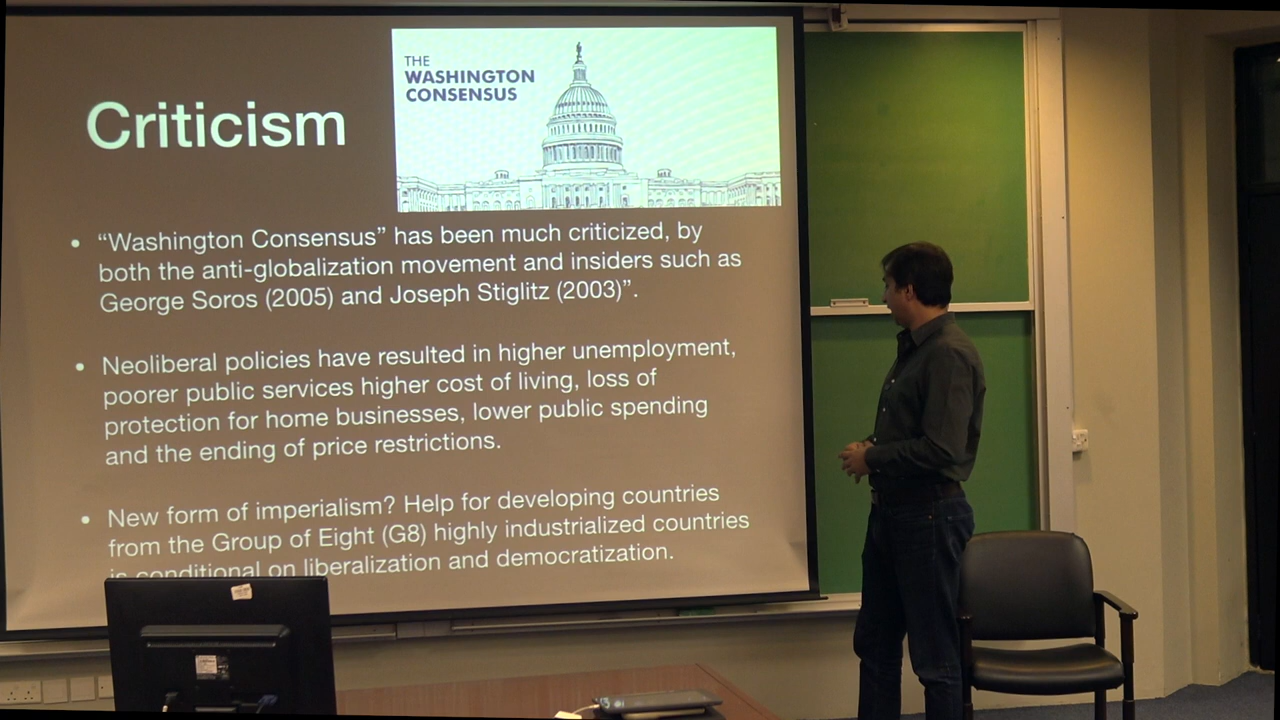 Criticism
THE
WASHINGTON
CONSENSUS
• “Washington Consensus” has been much criticized, by
both the anti-globalization movement and insiders such as
George Soros (2005) and Joseph Stiglitz (2003)”.
• Neoliberal policies have resulted in higher unemployment,
poorer public services higher cost of living, loss of
protection for home businesses, lower public spending
and the ending of price restrictions.
• New form of imperialism? Help for developing countries
from the Group of Eight (G8) highly industrialized countries
is conditional on liberalization and democratization.